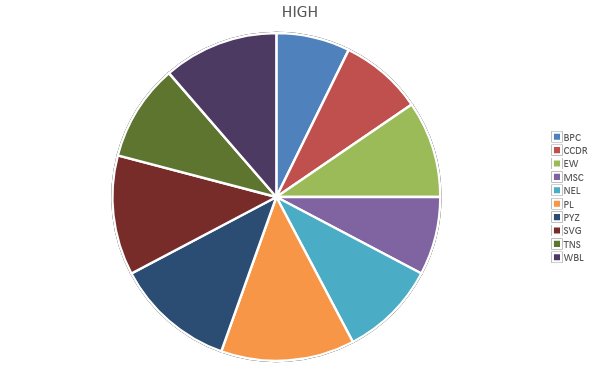 HIGH
BPC
CCDR
EW
MSC
NEL
PL
PYZ
SVG
TNS
WBL